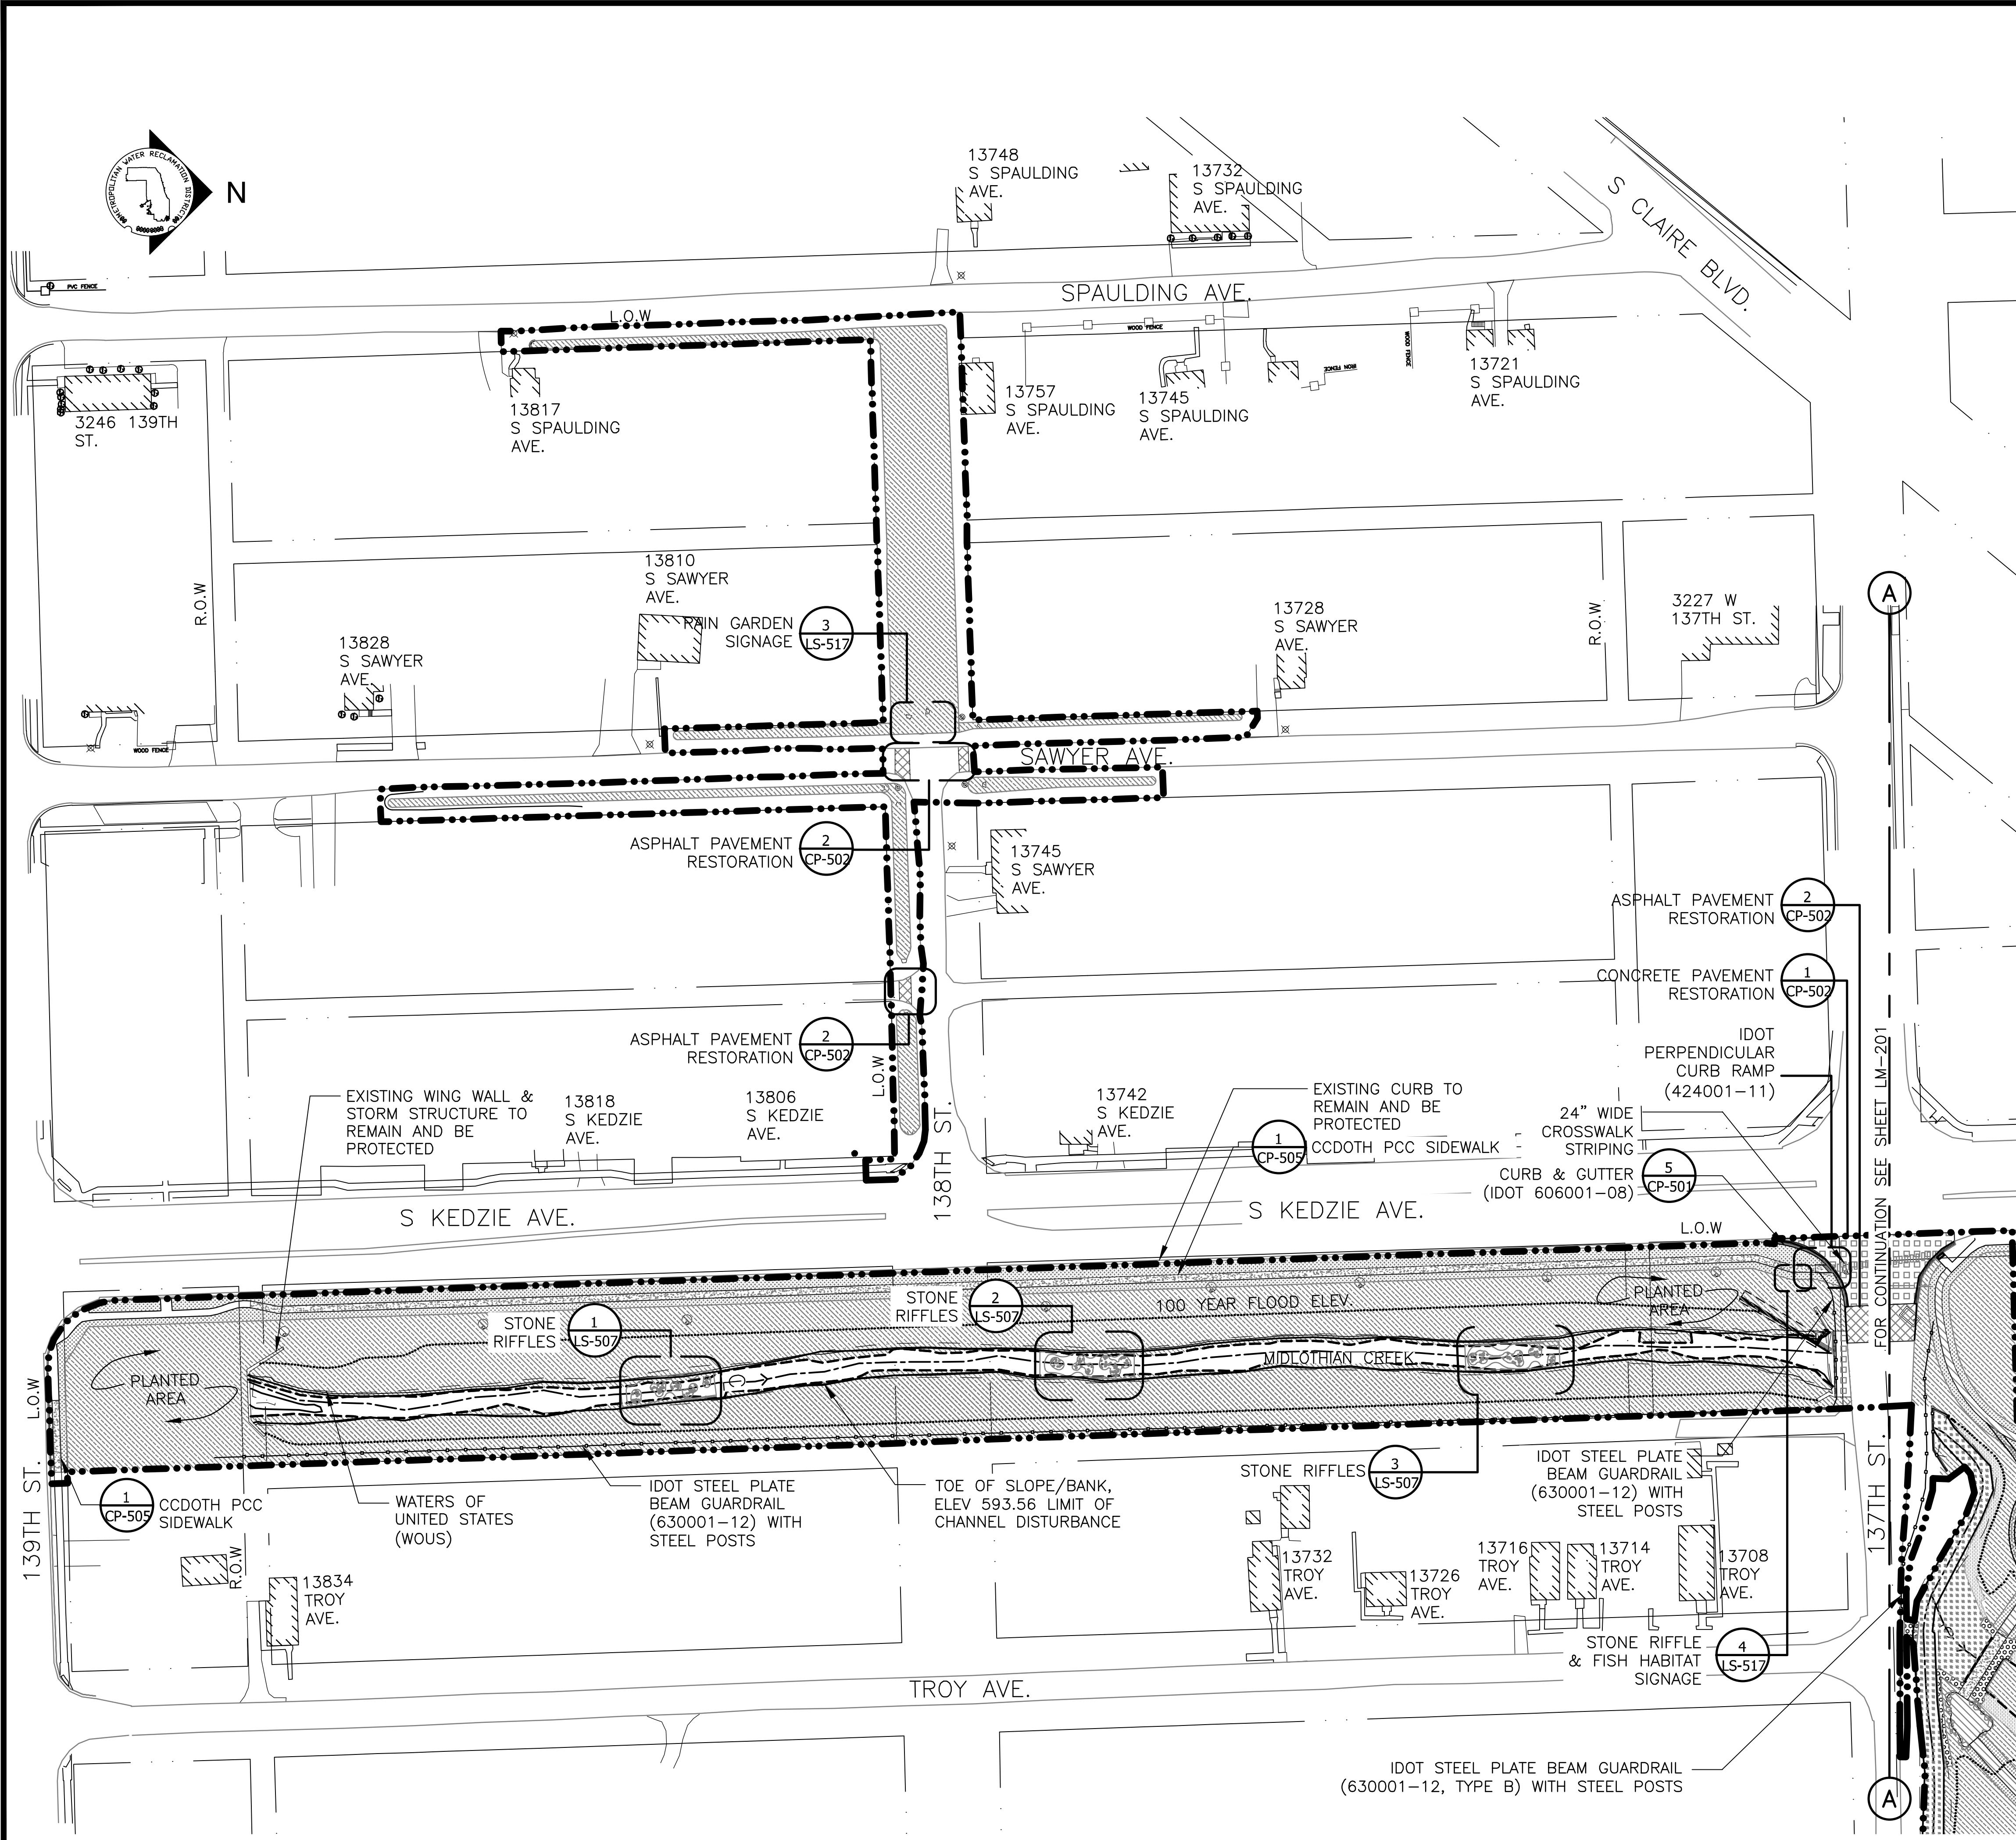 METROPOLITAN WATER RECLAMATION DISTRICT
N
13748
S SPAULDING
AVE.
13732
S SPAULDING
AVE.
S CLAIRE BLVD.
PVC FENCE
SPAULDING AVE.
L.O.W
WOOD FENCE
WOOD FENCE
IRON FENCE
3246 139TH
ST.
13817
S SPAULDING
AVE.
13757
S SPAULDING
AVE.
13745
S SPAULDING
AVE.
13721
S SPAULDING
AVE.
R.O.W
13810
S SAWYER
AVE.
RAIN GARDEN
SIGNAGE
3
LS-517
13828
S SAWYER
AVE.
13728
S SAWYER
AVE.
R.O.W
3227 W
137TH ST.
A
WOOD FENCE
SAWYER AVE.
ASPHALT PAVEMENT
RESTORATION
2
CP-502
13745
S SAWYER
AVE.
ASPHALT PAVEMENT
RESTORATION
2
CP-502
CONCRETE PAVEMENT
RESTORATION
1
CP-502
ASPHALT PAVEMENT
RESTORATION
2
CP-502
L.O.W
IDOT
PERPENDICULAR
CURB RAMP
(424001-11)
FOR CONTINUATION SEE SHEET LM-201
EXISTING WING WALL &
STORM STRUCTURE TO
REMAIN AND BE
PROTECTED
13818
S KEDZIE
AVE.
13806
S KEDZIE
AVE.
138TH ST.
13742
S KEDZIE
AVE.
EXISTING CURB TO
REMAIN AND BE
PROTECTED
1
CP-505
CCDOTH PCC SIDEWALK
24" WIDE
CROSSWALK
STRIPING
CURB & GUTTER
(IDOT 606001-08)
5
CP-501
S KEDZIE AVE.
S KEDZIE AVE.
L.O.W
STONE
RIFFLES
1
LS-507
STONE
RIFFLES
2
LS-507
100 YEAR FLOOD ELEV.
PLANTED
AREA
MIDLOTHIAN CREEK
PLANTED
AREA
L.O.W
139TH ST.
1
CP-505
CCDOTH PCC
SIDEWALK
WATERS OF
UNITED STATES
(WOUS)
IDOT STEEL PLATE
BEAM GUARDRAIL
(630001-12) WITH
STEEL POSTS
TOE OF SLOPE/BANK,
ELEV 593.56 LIMIT OF
CHANNEL DISTURBANCE
STONE RIFFLES
3
LS-507
IDOT STEEL PLATE
BEAM GUARDRAIL
(630001-12) WITH
STEEL POSTS
137TH ST.
R.O.W
13834
TROY
AVE.
13732
TROY
AVE.
13726
TROY
AVE.
13716
TROY
AVE.
13714
TROY
AVE.
13708
TROY
AVE.
STONE RIFFLE
& FISH HABITAT
SIGNAGE
4
LS-517
TROY AVE.
IDOT STEEL PLATE BEAM GUARDRAIL
(630001-12, TYPE B) WITH STEEL POSTS
A